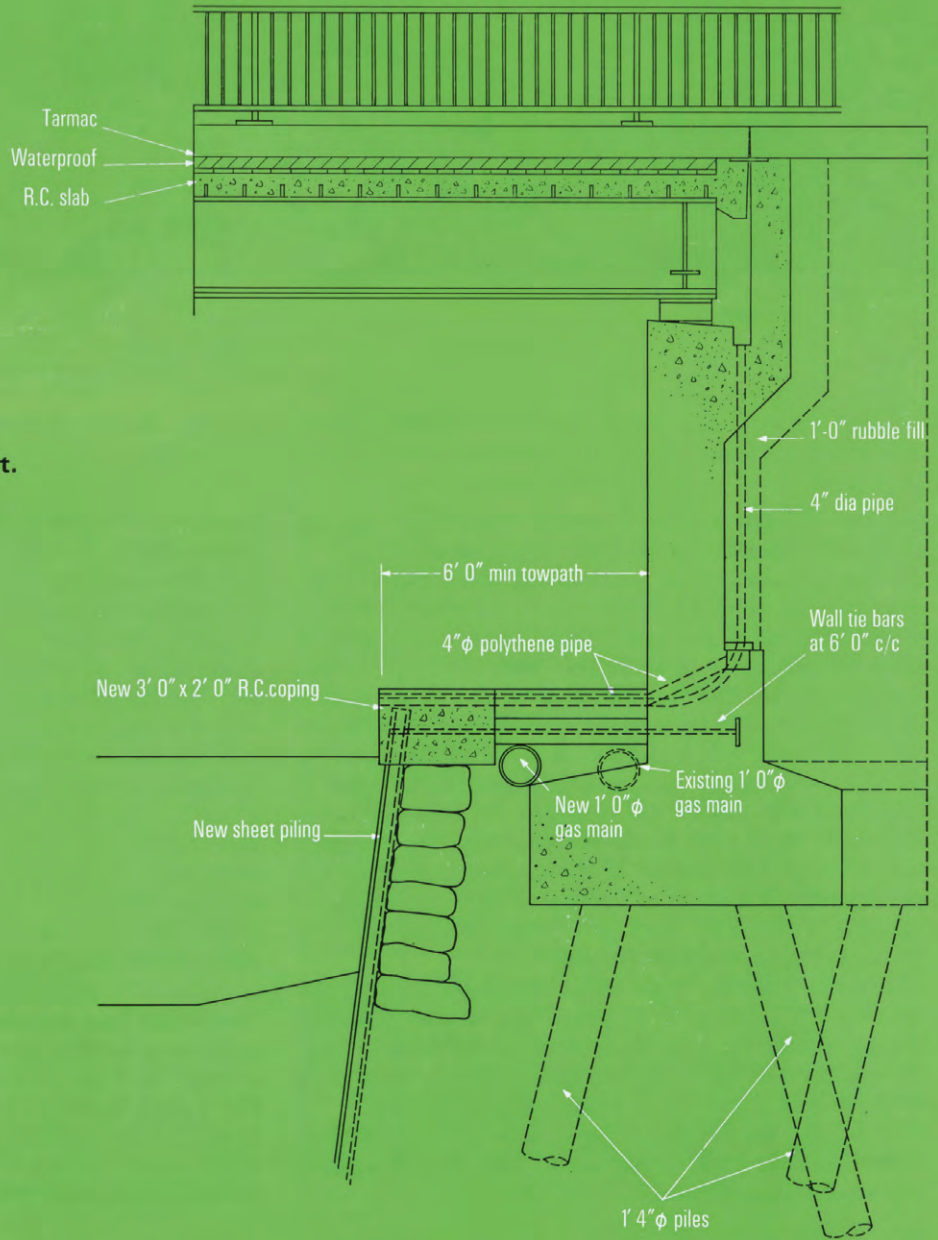 Tarmac
Waterproof
R.C. slab
t.
1′-0″ rubble fill
4″ dia pipe
6′ 0″ min towpath
Wall tie bars
at 6′ 0″ c/c
4″ϕ polythene pipe
New 3′ 0″ x 2′ 0″ R.C.coping
New 1′ 0″ϕ
gas main
Existing 1′ 0″ϕ
gas main
New sheet piling
1′ 4″ϕ piles